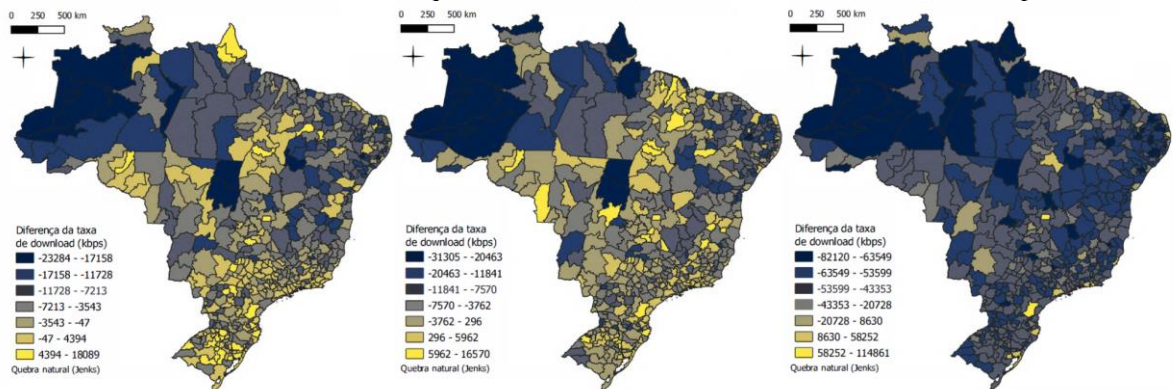 0 250 500 km
Diferença da taxa
de download (kbps)
-23284 - -17158
-17158 - -11728
-11728 - -7213
-7213 - -3543
-3543 - -47
-47 - 4394
4394 - 18089
Quebra natural (Jenks)
0 250 500 km
Diferença da taxa
de download (kbps)
-31305 - -20463
-20463 - -11841
-11841 - -7570
-7570 - -3762
-3762 - 296
296 - 5962
5962 - 16570
Quebra natural (Jenks)
0 250 500 km
Diferença da taxa
de download (kbps)
-82120 - -63549
-63549 - -53599
-53599 - -43353
-43353 - -20728
-20728 - 8630
8630 - 58252
58252 - 114861
Quebra natural (Jenks)